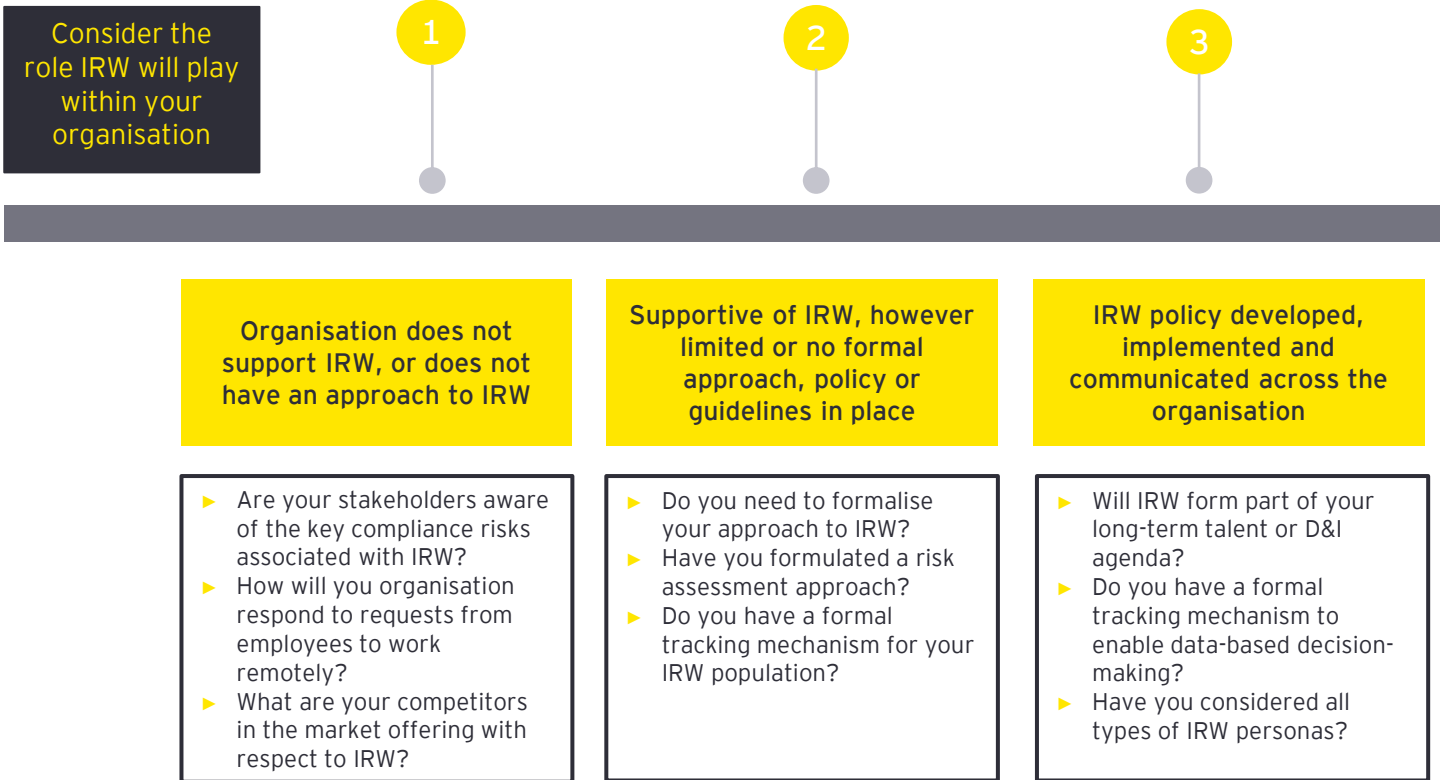 Consider the
role IRW will play
within your
organisation
1
2
3
Organisation does not
support IRW, or does not
have an approach to IRW
Supportive of IRW, however
limited or no formal
approach, policy or
guidelines in place
IRW policy developed,
implemented and
communicated across the
organisation
► Are your stakeholders aware
of the key compliance risks
associated with IRW?
► How will you organisation
respond to requests from
employees to work
remotely?
► What are your competitors
in the market offering with
respect to IRW?
► Do you need to formalise
your approach to IRW?
► Have you formulated a risk
assessment approach?
► Do you have a formal
tracking mechanism for your
IRW population?
► Will IRW form part of your
long-term talent or D&I
agenda?
► Do you have a formal
tracking mechanism to
enable data-based decision-
making?
► Have you considered all
types of IRW personas?